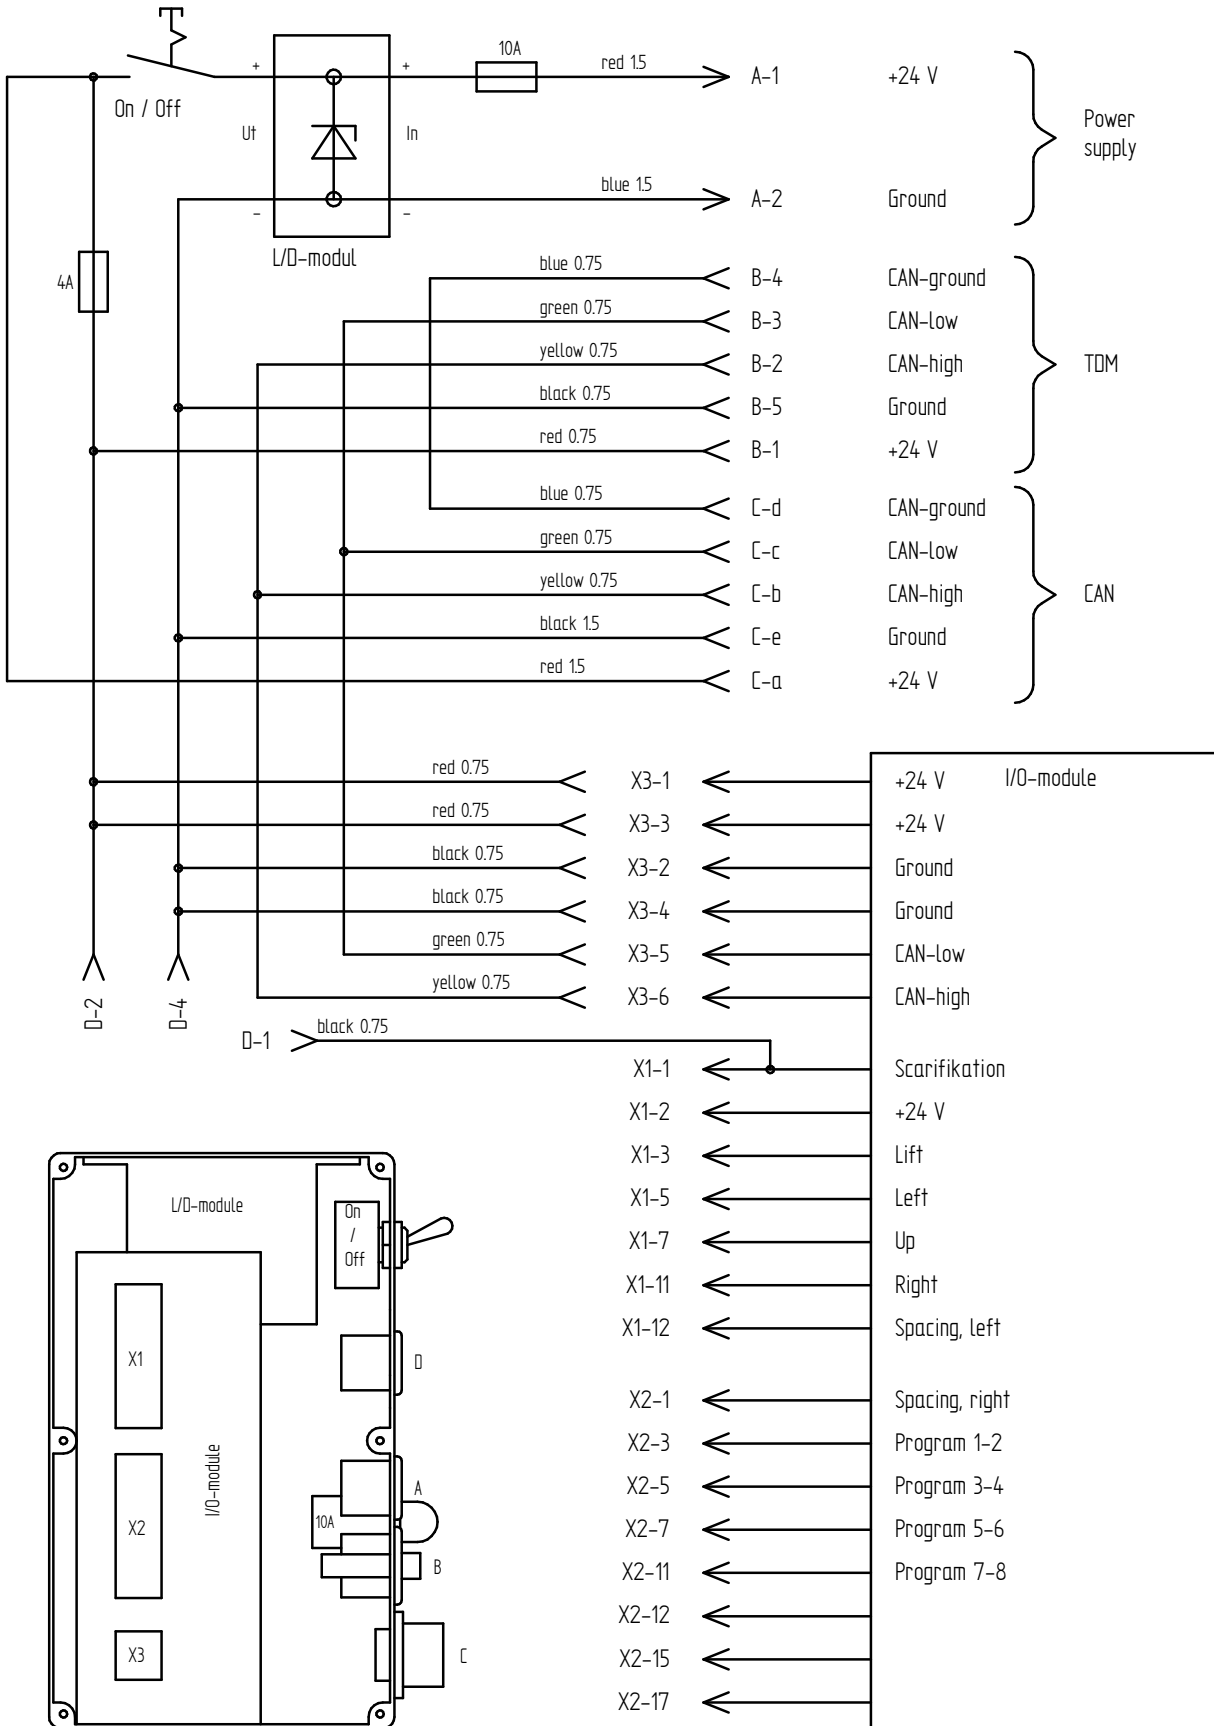 10A
red 1.5
A-1
+24 V
+
+
On / Off
Ut
In
Power
supply
blue 1.5
A-2
Ground
-
-
L/D-modul
4A
blue 0.75
B-4
CAN-ground
green 0.75
B-3
CAN-low
yellow 0.75
B-2
CAN-high
TDM
black 0.75
B-5
Ground
red 0.75
B-1
+24 V
blue 0.75
C-d
CAN-ground
green 0.75
C-c
CAN-low
yellow 0.75
C-b
CAN-high
CAN
black 1.5
C-e
Ground
red 1.5
C-a
+24 V
red 0.75
X3-1
+24 V
I/O-module
red 0.75
X3-3
+24 V
black 0.75
X3-2
Ground
black 0.75
X3-4
Ground
green 0.75
X3-5
CAN-low
yellow 0.75
X3-6
CAN-high
D-2
D-4
D-1
black 0.75
X1-1
Scarifikation
X1-2
+24 V
X1-3
Lift
X1-5
Left
X1-7
Up
X1-11
Right
X1-12
Spacing, left
X2-1
Spacing, right
X2-3
Program 1-2
X2-5
Program 3-4
X2-7
Program 5-6
X2-11
Program 7-8
X2-12
X2-15
X2-17
L/D-module
On
/
Off
X1
D
I/O-module
A
X2
10A
B
X3
C